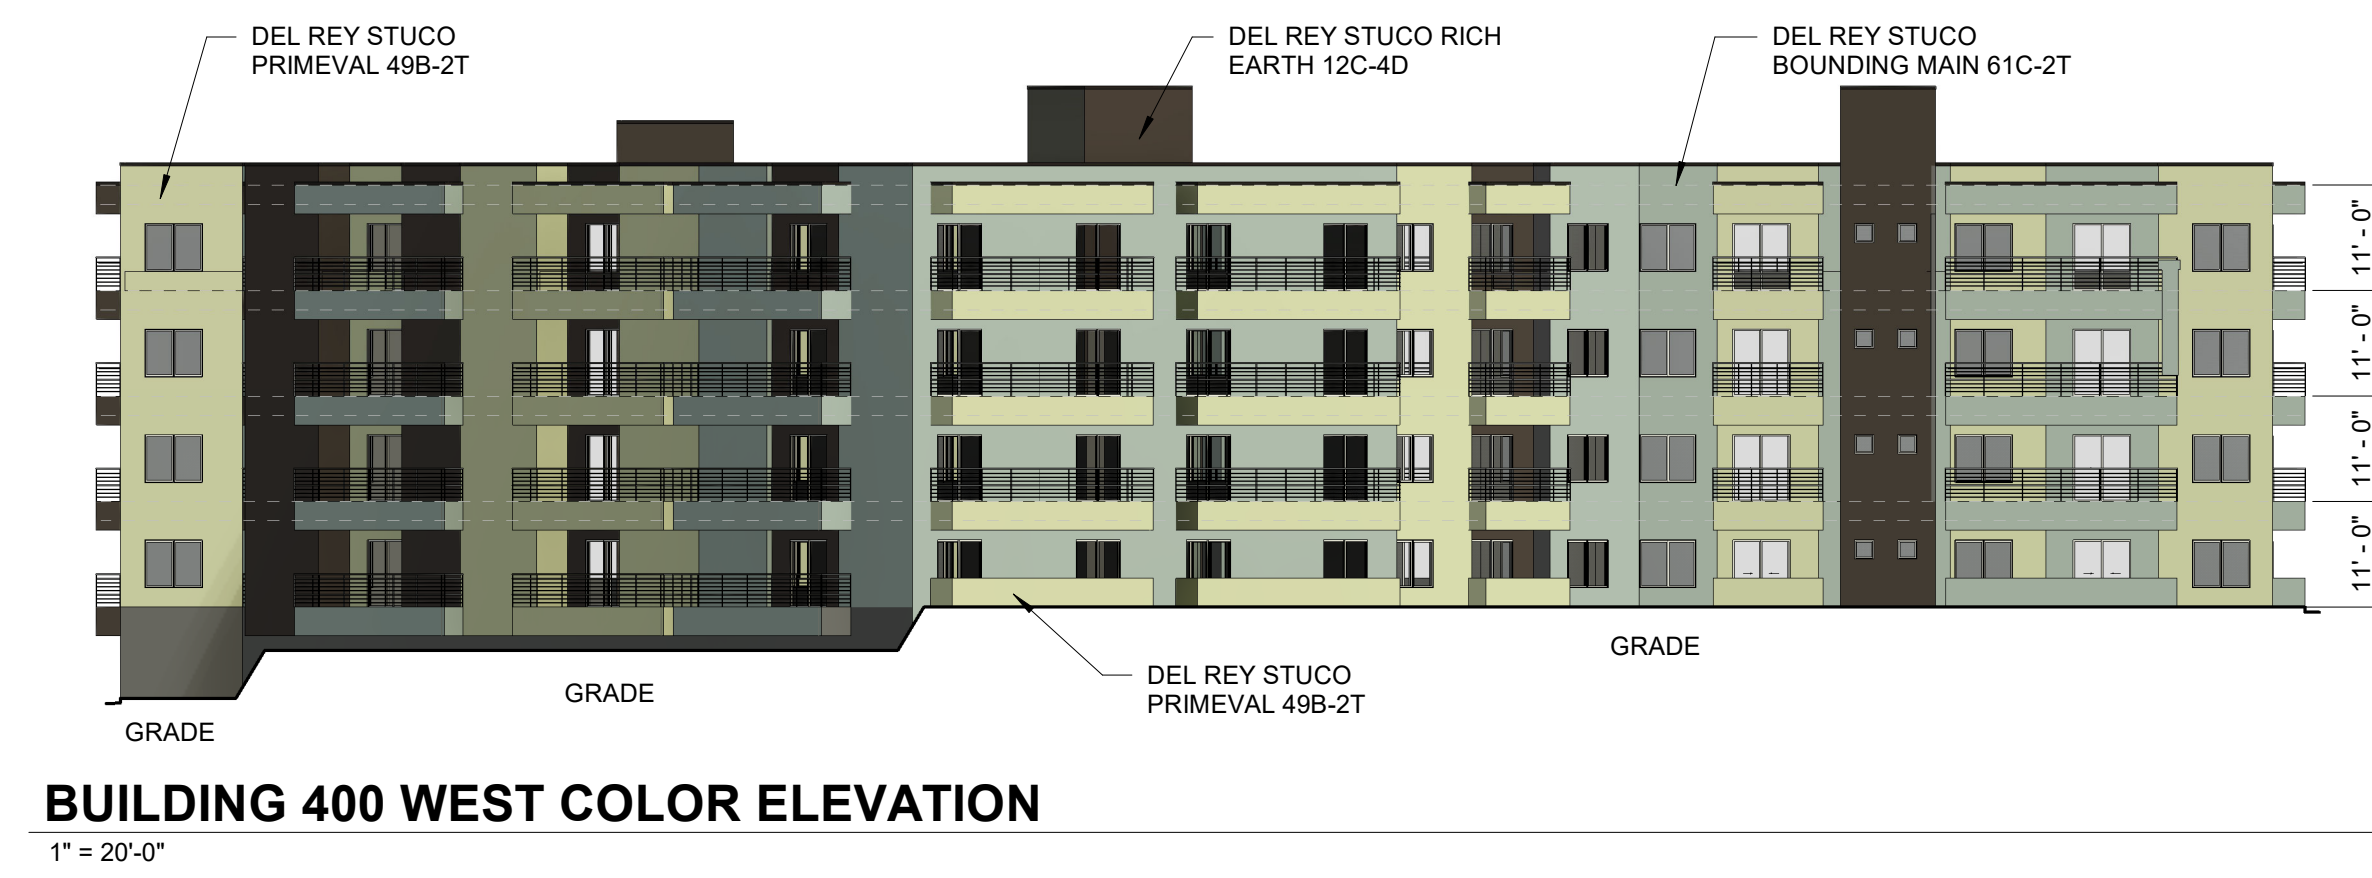 DEL REY STUCO
PRIMEVAL 49B-2T
DEL REY STUCO RICH
EARTH 12C-4D
DEL REY STUCO
BOUNDING MAIN 61C-2T
11' - 0"
11' - 0"
11' - 0"
11' - 0"
GRADE
DEL REY STUCO
PRIMEVAL 49B-2T
GRADE
GRADE
BUILDING 400 WEST COLOR ELEVATION
1" = 20'-0"